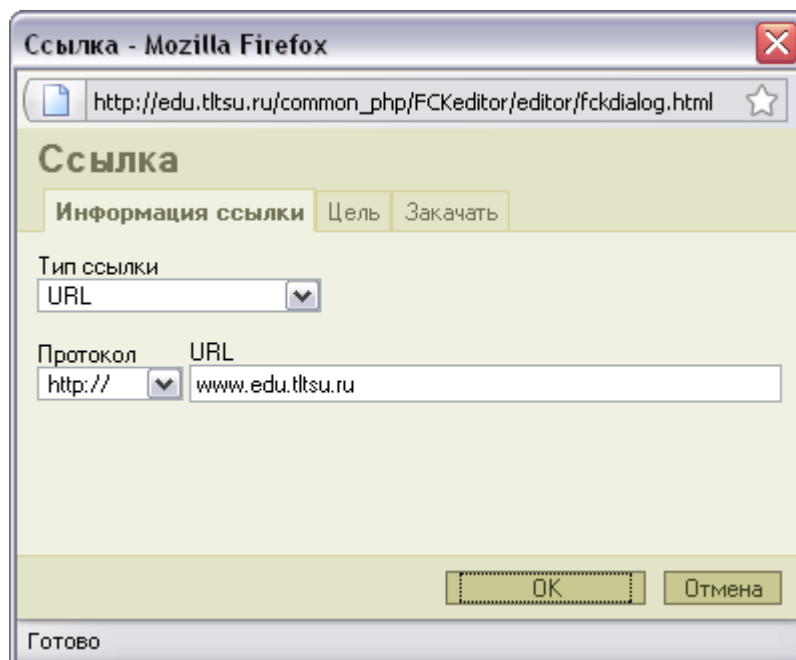 Ссылка - Mozilla Firefox
http://edu.tltsu.ru/common_php/FCKeditor/editor/fckdialog.html
Ссылка
Информация ссылки Цель Закачать
Тип ссылки
URL
Протокол URL
http:// www.edu.tltsu.ru
OK Отмена
Готово